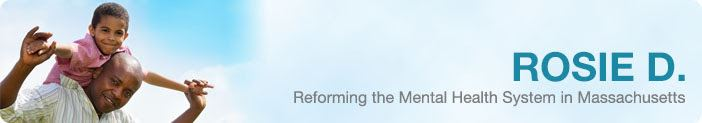 ROSIE D.
Reforming the Mental Health System in Massachusetts